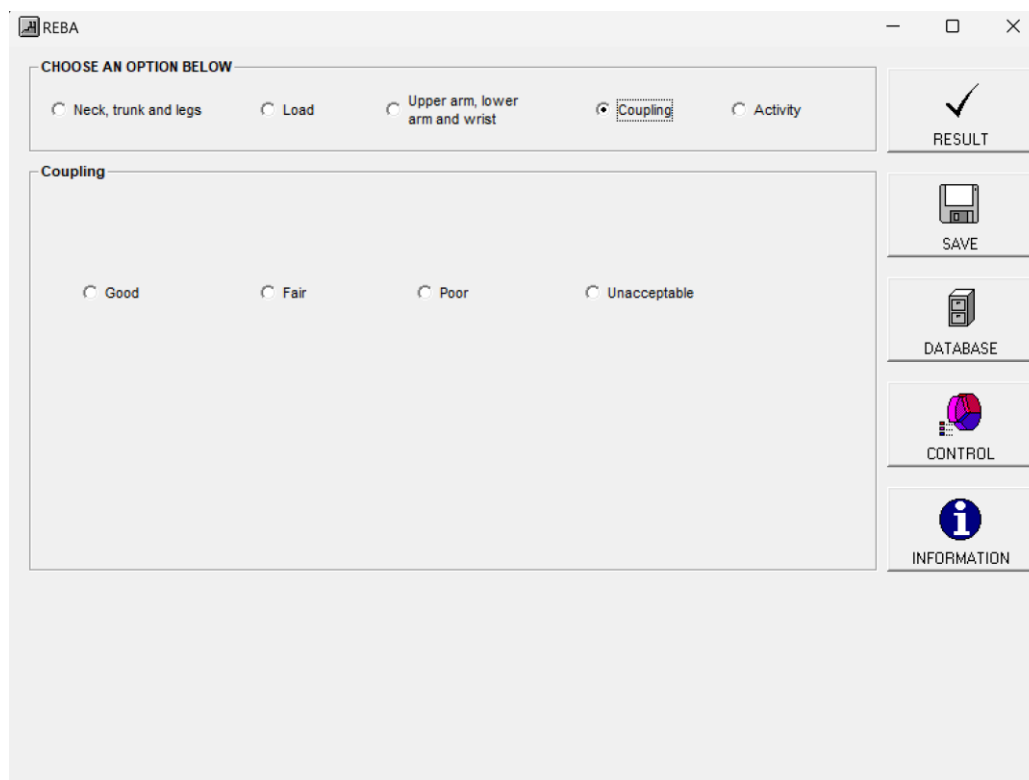 REBA
CHOOSE AN OPTION BELOW
Neck, trunk and legs
Load
Upper arm, lower
arm and wrist
Coupling
Activity
RESULT
Coupling
Good
Fair
Poor
Unacceptable
SAVE
DATABASE
CONTROL
INFORMATION